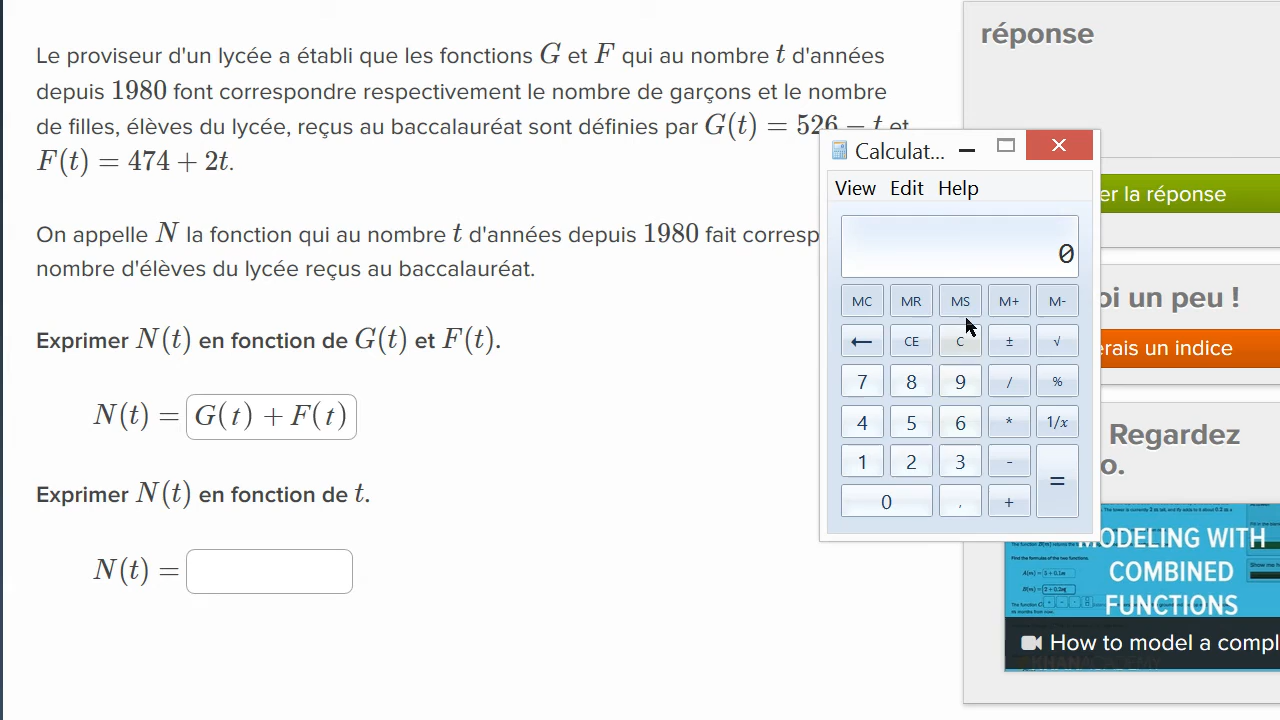 Le proviseur d'un lycée a établi que les fonctions G et F qui au nombre t d'années
depuis 1980 font correspondre respectivement le nombre de garçons et le nombre
de filles, élèves du lycée, reçus au baccalauréat sont définies par G(t) = 526 − t et
F(t) = 474 + 2t.
On appelle N la fonction qui au nombre t d'années depuis 1980 fait corresp
nombre d'élèves du lycée reçus au baccalauréat.
Exprimer N(t) en fonction de G(t) et F(t).
N(t) = G(t) + F(t)
Exprimer N(t) en fonction de t.
N(t) =
réponse
er la réponse
oi un peu !
erais un indice
Regardez
o.
Calculat...
View Edit Help
0
MC MR MS M+ M-
← CE C ± √
7 8 9 / %
4 5 6 * 1/x
1 2 3 - =
0 , +
MODELING WITH
COMBINED
FUNCTIONS
How to model a compl
KHANACADEMY